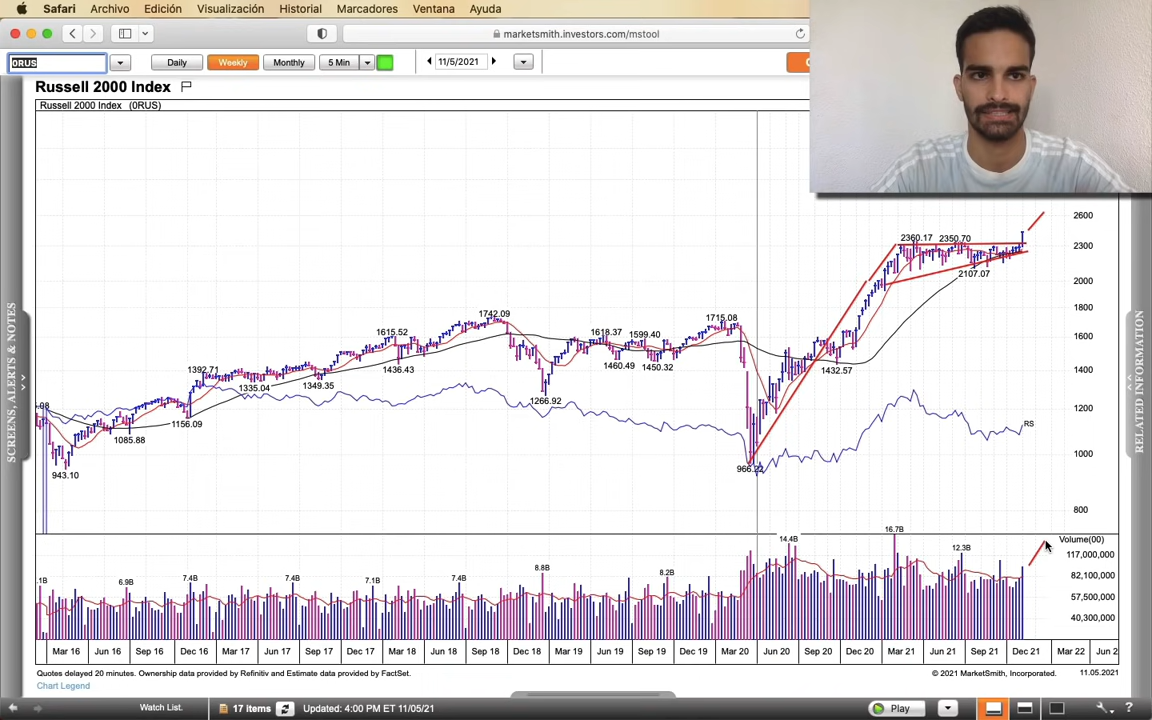 Safari Archivo Edición Visualización Historial Marcadores Ventana Ayuda
marketsmith.investors.com/mstool
0RUS Daily Weekly Monthly 5 Min 11/5/2021
Russell 2000 Index
Russell 2000 Index (0RUS)
2600
2360.17 2350.70 2300
2107.07 2000
1742.09 1715.08 1800
1615.52 1618.37 1599.40 1600
1436.43 1460.49 1450.32 1432.57
1392.71 1335.04 1349.35 1400
1266.92 1200
1156.09
1085.88 RS
943.10 966.22 1000
800
Volume(00)
14.4B 16.7B 12.3B 117,000,000
.1B 6.9B 7.4B 7.4B 7.1B 7.4B 8.8B 8.2B 82,100,000
57,500,000
40,300,000
Mar 16 Jun 16 Sep 16 Dec 16 Mar 17 Jun 17 Sep 17 Dec 17 Mar 18 Jun 18 Sep 18 Dec 18 Mar 19 Jun 19 Sep 19 Dec 19 Mar 20 Jun 20 Sep 20 Dec 20 Mar 21 Jun 21 Sep 21 Dec 21 Mar 22 Jun 2
Quotes delayed 20 minutes. Ownership data provided by Refinitiv and Estimate data provided by FactSet. © 2021 MarketSmith, Incorporated. 11.05.2021
Chart Legend
SCREENS, ALERTS & NOTES
RELATED INFORMATION
Watch List. 17 items Updated: 4:00 PM ET 11/05/21 Play ?